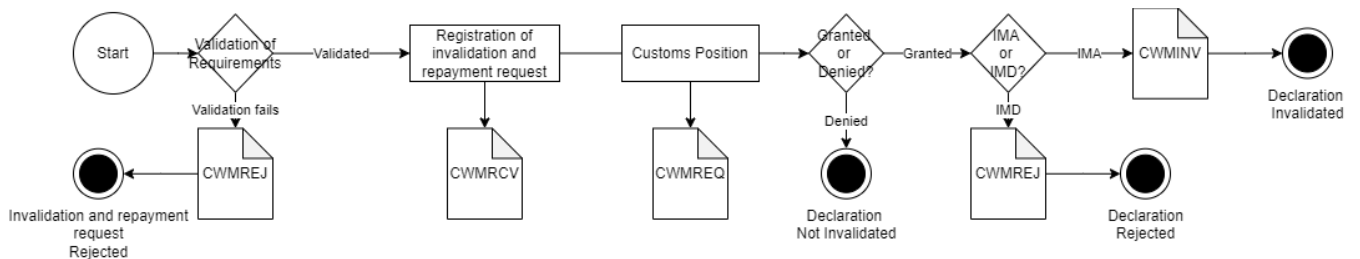 Start
Validation of
Requirements
Validated
Registration of
invalidation and
repayment request
Customs Position
Granted
or
Denied?
Granted
IMA
or
IMD?
IMA
CWMINV
Declaration
Invalidated
Validation fails
CWMREJ
Invalidation and repayment
request
Rejected
CWMRCV
CWMREQ
Denied
Declaration
Not Invalidated
IMD
CWMREJ
Declaration
Rejected